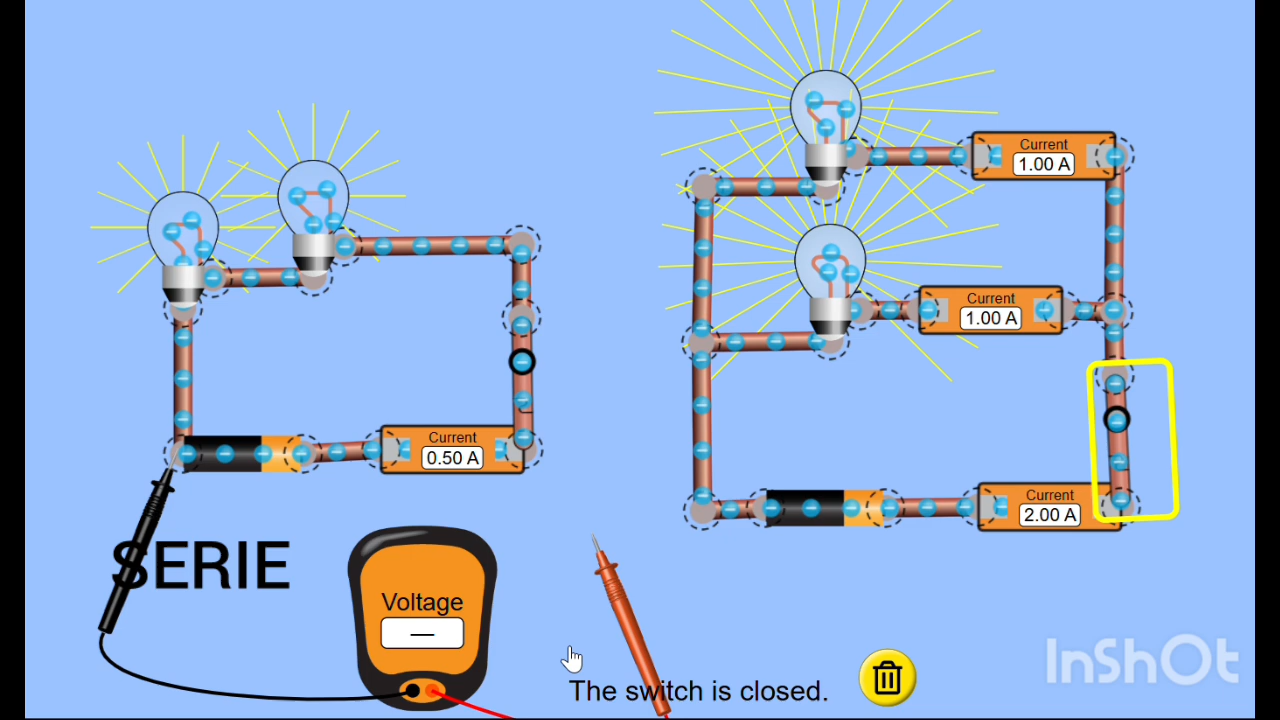 Current
1.00 A
Current
1.00 A
Current
0.50 A
Current
2.00 A
SERIE
Voltage
—
The switch is closed.
InShOt